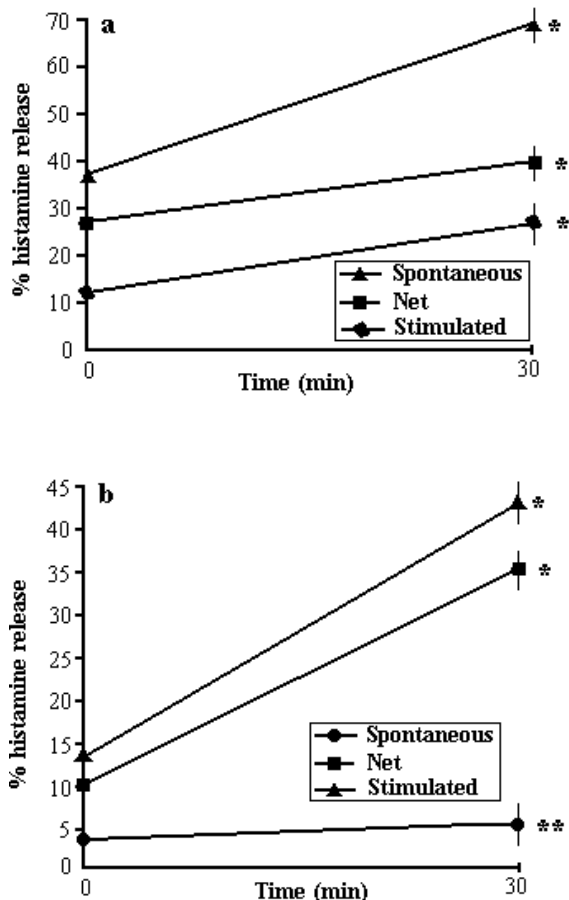 a
70
60
50
40
30
20
10
0
% histamine release
*
*
*
Spontaneous
Net
Stimulated
0
30
Time (min)
b
45
40
35
30
25
20
15
10
5
0
% histamine release
*
*
**
Spontaneous
Net
Stimulated
0
30
Time (min)